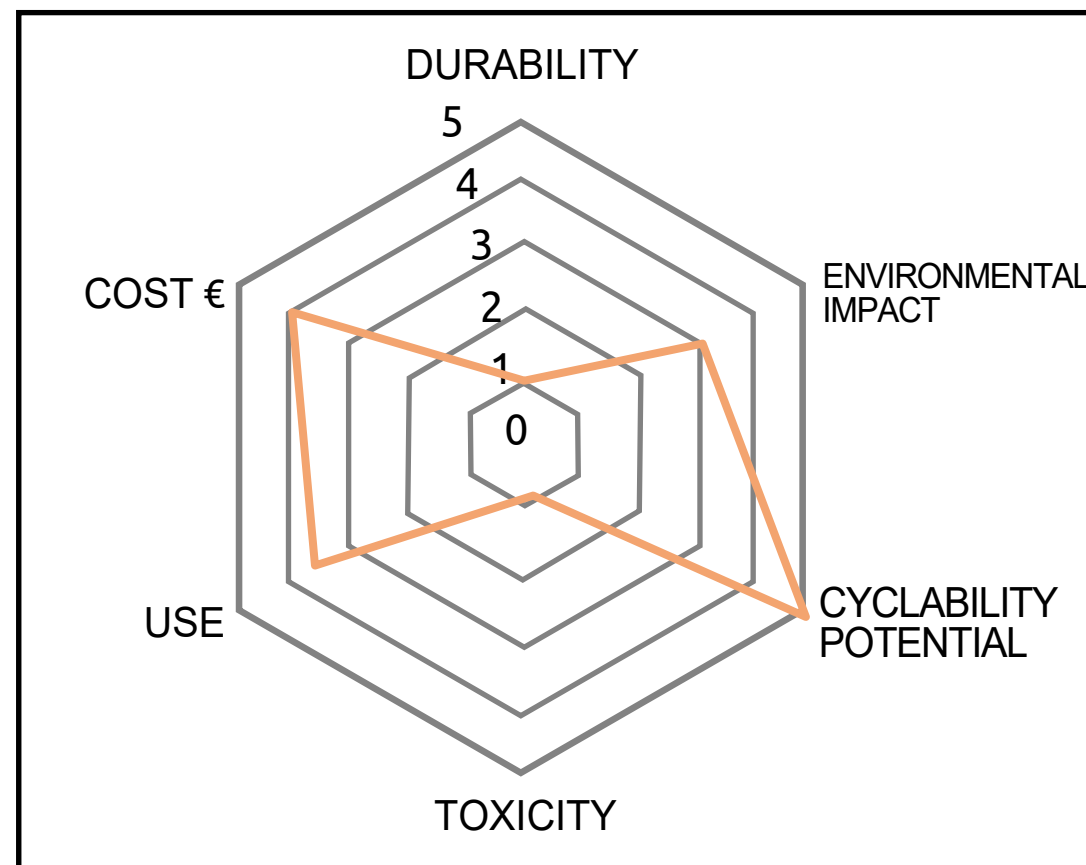 DURABILITY
5
4
3
2
1
0
COST €
ENVIRONMENTAL
IMPACT
USE
CYCLABILITY
POTENTIAL
TOXICITY